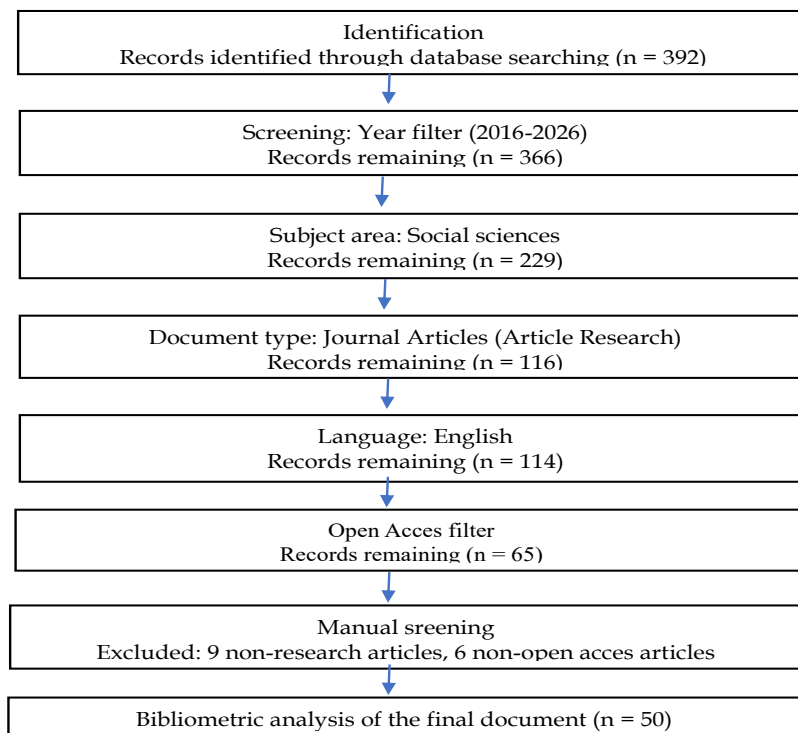 Identification
Records identified through database searching (n = 392)
Screening: Year filter (2016-2026)
Records remaining (n = 366)
Subject area: Social sciences
Records remaining (n = 229)
Document type: Journal Articles (Article Research)
Records remaining (n = 116)
Language: English
Records remaining (n = 114)
Open Acces filter
Records remaining (n = 65)
Manual sreening
Excluded: 9 non-research articles, 6 non-open acces articles
Bibliometric analysis of the final document (n = 50)